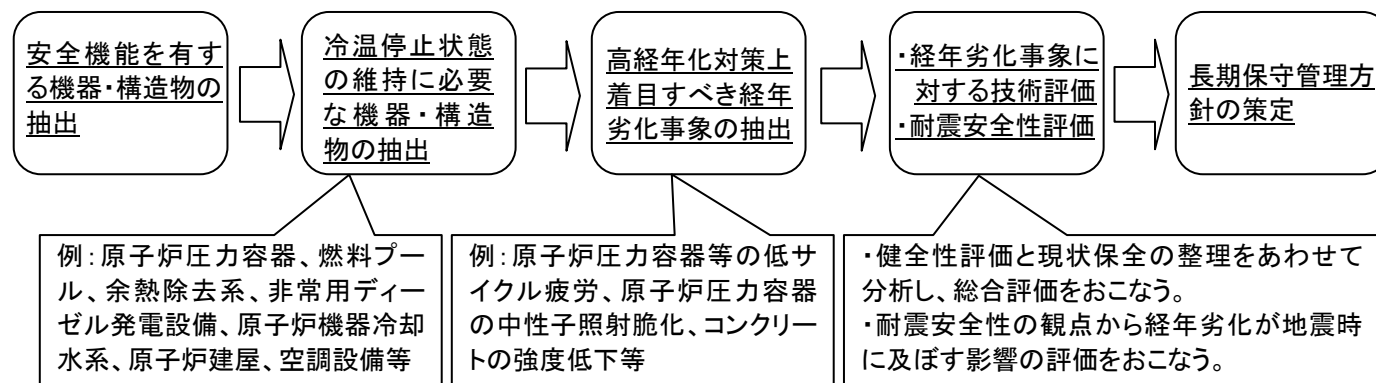 安全機能を有す
る機器・構造物の
抽出
冷温停止状態
の維持に必要
な機器・構造
物の抽出
高経年化対策上
着目すべき経年
劣化事象の抽出
・経年劣化事象に
対する技術評価
・耐震安全性評価
長期保守管理方
針の策定
例：原子炉圧力容器、燃料プー
ル、余熱除去系、非常用ディー
ゼル発電設備、原子炉機器冷却
水系、原子炉建屋、空調設備等
例：原子炉圧力容器等の低サ
イクル疲労、原子炉圧力容器
の中性子照射脆化、コンクリー
トの強度低下等
・健全性評価と現状保全の整理をあわせて
分析し、総合評価をおこなう。
・耐震安全性の観点から経年劣化が地震時
に及ぼす影響の評価をおこなう。